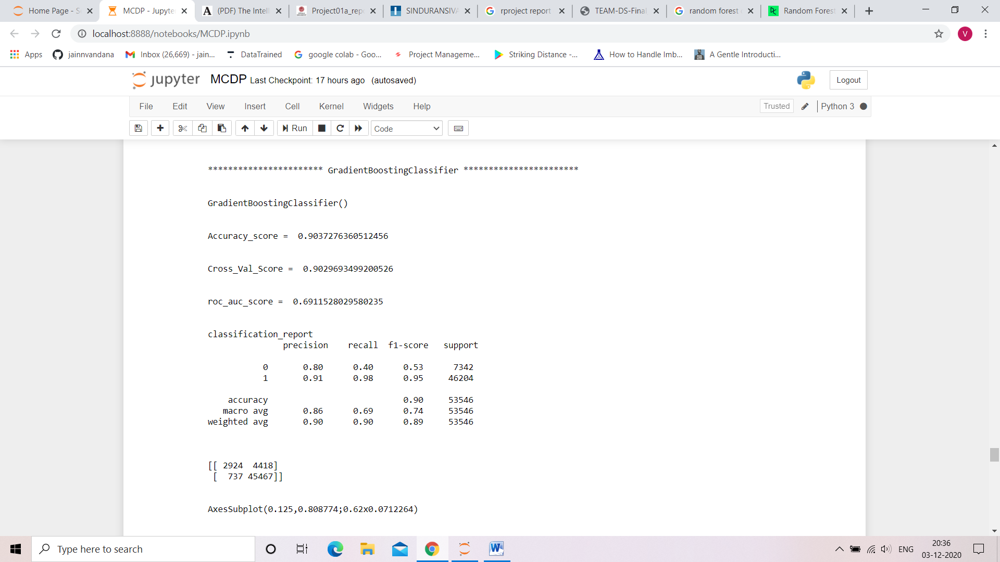 Home Page - S
MCDP - Jupyte
(PDF) The Intell
Project01a_rep
SINDURANSIVA
rproject report
TEAM-DS-Final
random forest
Random Forest
localhost:8888/notebooks/MCDP.ipynb
V
Apps
jainnvandana
Inbox (26,669) - jain...
DataTrained
google colab - Goo...
Project Manageme...
Striking Distance -...
How to Handle Imb...
A Gentle Introducti...
jupyter MCDP Last Checkpoint: 17 hours ago (autosaved)
Logout
File Edit View Insert Cell Kernel Widgets Help
Trusted
Python 3
Run
Code
*********************** GradientBoostingClassifier ***********************
GradientBoostingClassifier()
Accuracy_score =  0.9037276360512456
Cross_Val_Score =  0.9029693499200526
roc_auc_score =  0.6911528029580235
classification_report
precision recall f1-score support
0 0.80 0.40 0.53 7342
1 0.91 0.98 0.95 46204
accuracy 0.90 53546
macro avg 0.86 0.69 0.74 53546
weighted avg 0.90 0.90 0.89 53546
[[ 2924  4418]
[  737 45467]]
AxesSubplot(0.125,0.808774;0.62x0.0712264)
Type here to search
ENG
20:36
03-12-2020